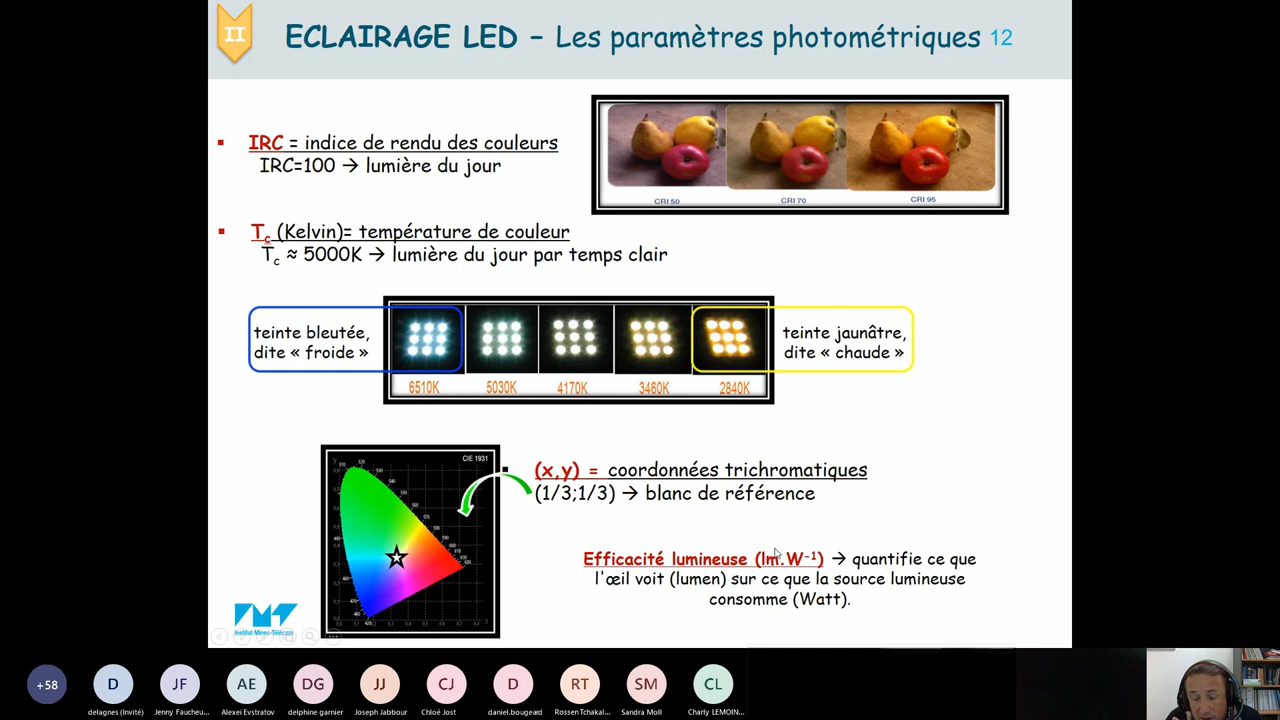 II
ECLAIRAGE LED – Les paramètres photométriques 12
▪ IRC = indice de rendu des couleurs
IRC=100 → lumière du jour
CRI 50
CRI 70
CRI 95
▪ Tc (Kelvin)= température de couleur
Tc ≈ 5000K → lumière du jour par temps clair
teinte bleutée,
dite « froide »
teinte jaunâtre,
dite « chaude »
6510K
5030K
4170K
3460K
2840K
CIE 1931
▪ (x,y) = coordonnées trichromatiques
(1/3;1/3) → blanc de référence
Efficacité lumineuse (lm.W-1) → quantifie ce que
l'œil voit (lumen) sur ce que la source lumineuse
consomme (Watt).
Institut Mines-Télécom
+58
D
JF
AE
DG
JJ
CJ
D
RT
SM
CL
delagnes (Invité)
Jenny Faucheu...
Alexei Evstratov
delphine garnier
Joseph Jabbour
Chloé Jost
daniel.bougeard
Rossen Tchakal...
Sandra Moll
Charly LEMOIN...